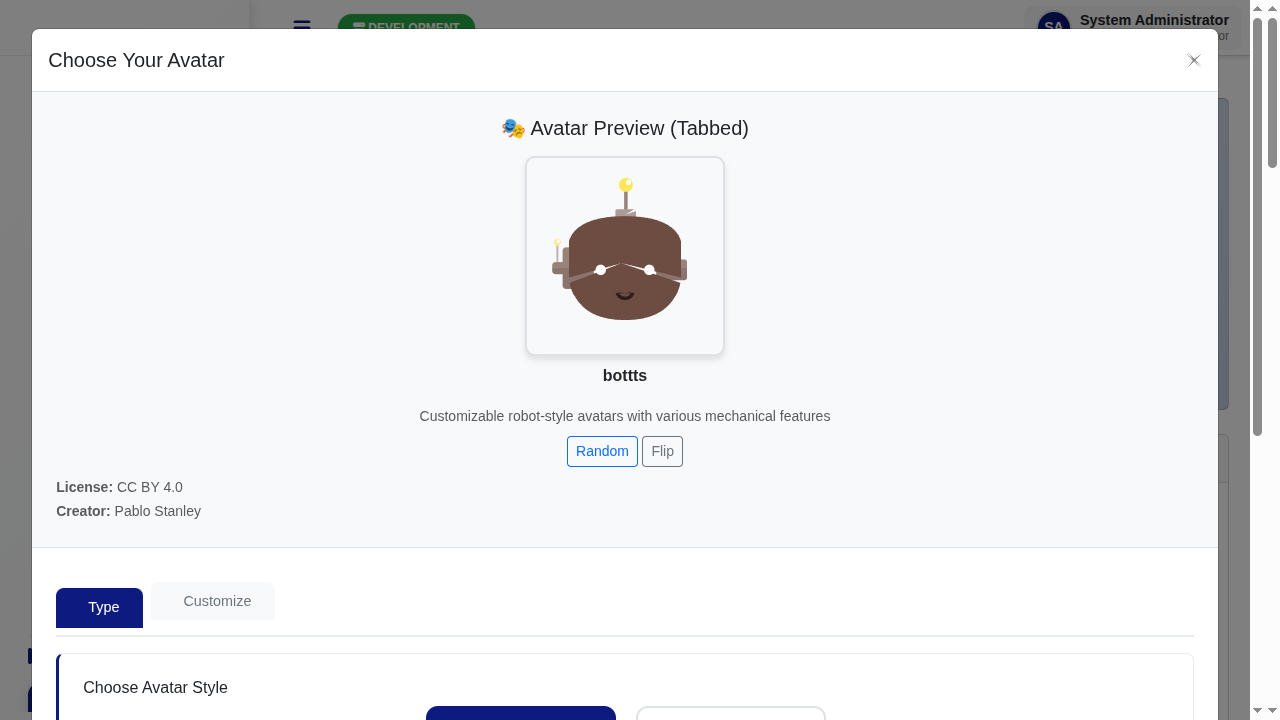 DEVELOPMENT
SA
System Administrator
or
Choose Your Avatar
🎭 Avatar Preview (Tabbed)
bottts
Customizable robot-style avatars with various mechanical features
Random
Flip
License: CC BY 4.0
Creator: Pablo Stanley
Type
Customize
Choose Avatar Style